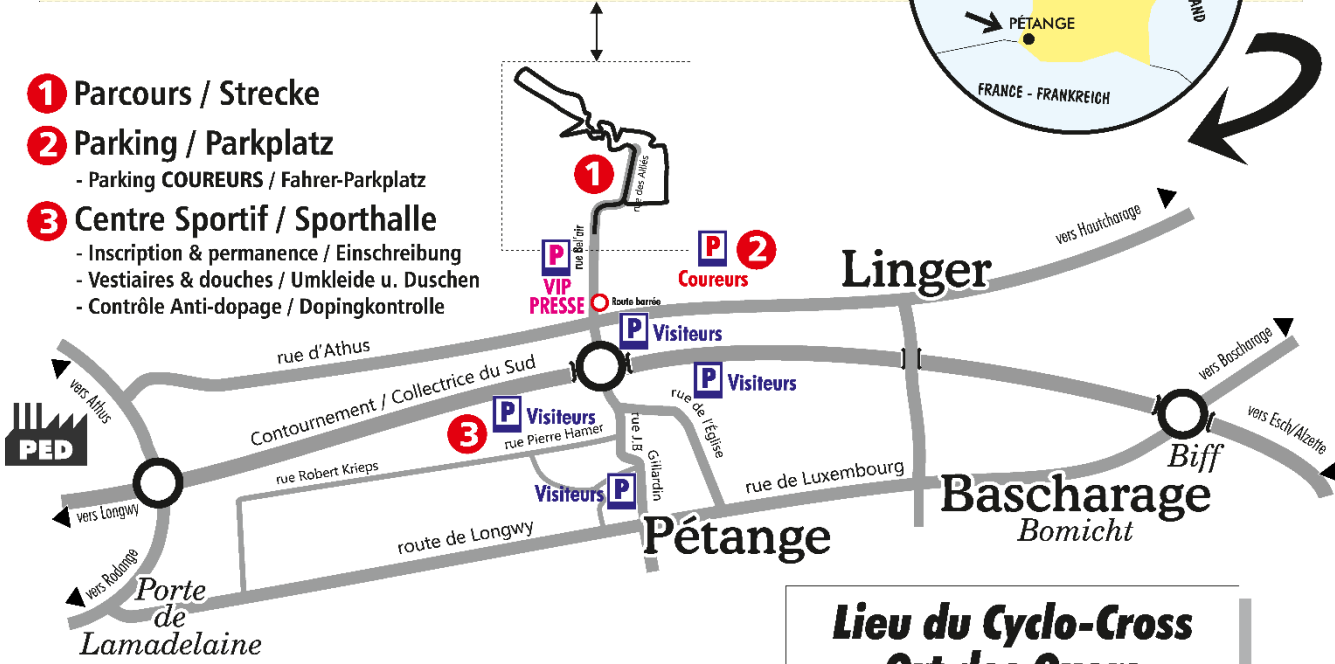 PÉTANGE
FRANCE - FRANKREICH
1 Parcours / Strecke
2 Parking / Parkplatz
- Parking COUREURS / Fahrer-Parkplatz
3 Centre Sportif / Sporthalle
- Inscription & permanence / Einschreibung
- Vestiaires & douches / Umkleide u. Duschen
- Contrôle Anti-dopage / Dopingkontrolle
1
rue des Alliés
rue Bel'air
P
VIP
PRESSE
P 2
Coureurs
Route barrée
Linger
vers Hautcharage
P Visiteurs
P Visiteurs
rue d'Athus
Contournement / Collectrice du Sud
vers Athus
PED
3
P Visiteurs
rue Pierre Hamer
rue J.B. Gillardin
rue de l'Église
vers Bascharage
vers Esch/Alzette
Biff
rue Robert Krieps
Visiteurs P
rue de Luxembourg
Bascharage
Bomicht
vers Longwy
route de Longwy
Pétange
vers Rodange
Porte
de
Lamadelaine
Lieu du Cyclo-Cross